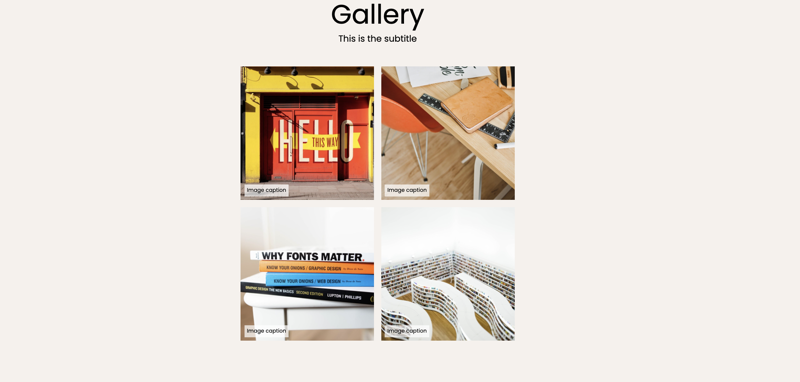 Gallery
This is the subtitle
HELLO
THIS WAY
Image caption
Image caption
WHY FONTS MATTER
KNOW YOUR ONIONS / GRAPHIC DESIGN
KNOW YOUR ONIONS / WEB DESIGN
GRAPHIC DESIGN THE NEW BASICS SECOND EDITION LUPTON / PHILLIPS
Image caption
Image caption